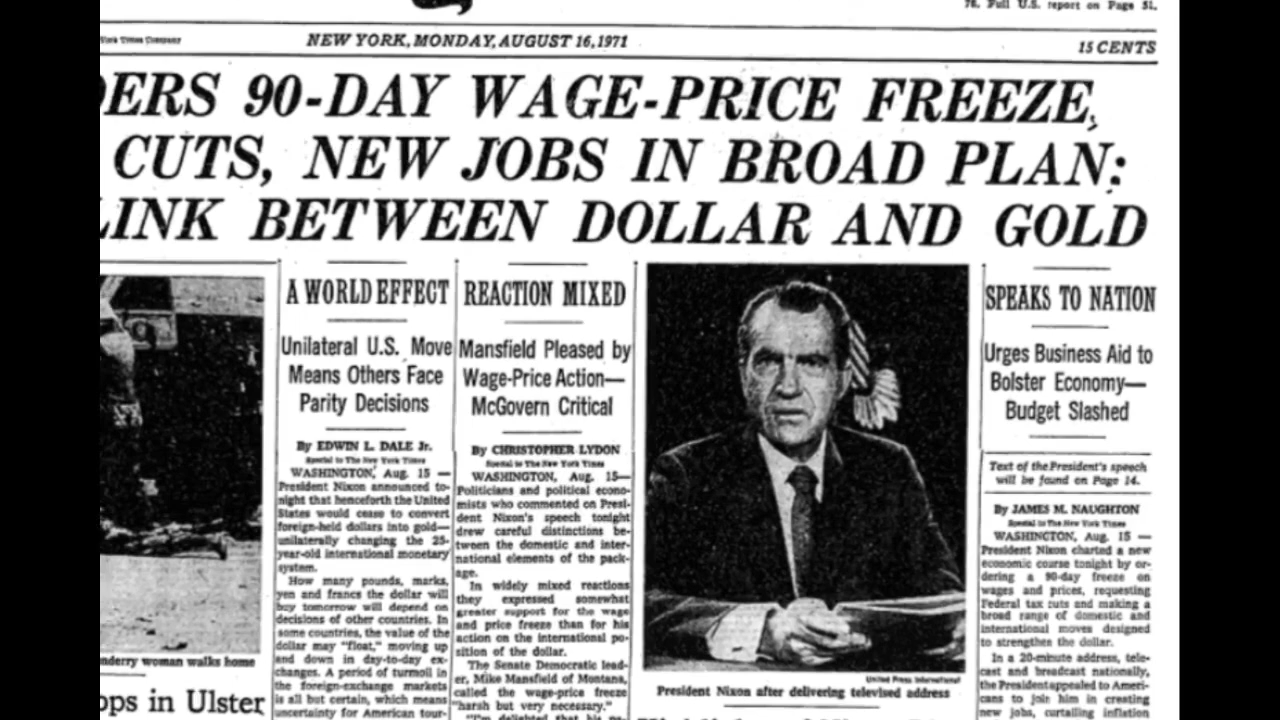 78. Full U.S. report on Page 51.
York Times Company
NEW YORK, MONDAY, AUGUST 16, 1971
15 CENTS
DERS 90-DAY WAGE-PRICE FREEZE,
CUTS, NEW JOBS IN BROAD PLAN:
LINK BETWEEN DOLLAR AND GOLD
nderry woman walks home
ops in Ulster
A WORLD EFFECT
Unilateral U.S. Move
Means Others Face
Parity Decisions
By EDWIN L. DALE Jr.
Special to The New York Times
WASHINGTON, Aug. 15 —
President Nixon announced to-
night that henceforth the United
States would cease to convert
foreign-held dollars into gold—
unilaterally changing the 25-
year-old international monetary
system.
How many pounds, marks,
yen and francs the dollar will
buy tomorrow will depend on
decisions of other countries. In
some countries, the value of the
dollar may "float," moving up
and down in day-to-day ex-
changes. A period of turmoil in
the foreign-exchange markets
is all but certain, which means
uncertainty for American tour-
REACTION MIXED
Mansfield Pleased by
Wage-Price Action—
McGovern Critical
By CHRISTOPHER LYDON
Special to The New York Times
WASHINGTON, Aug. 15—
Politicians and political econo-
mists who commented on Presi-
dent Nixon's speech tonight
drew careful distinctions be-
tween the domestic and inter-
national elements of the pack-
age.
In widely mixed reactions
they expressed somewhat
greater support for the wage
and price freeze than for his
action on the international po-
sition of the dollar.
The Senate Democratic lead-
er, Mike Mansfield of Montana,
called the wage-price freeze
"harsh but very necessary."
"I'm delighted that
United Press International
President Nixon after delivering televised address
SPEAKS TO NATION
Urges Business Aid to
Bolster Economy—
Budget Slashed
Text of the President's speech
will be found on Page 14.
By JAMES M. NAUGHTON
Special to The New York Times
WASHINGTON, Aug. 15 —
President Nixon charted a new
economic course tonight by or-
dering a 90-day freeze on
wages and prices, requesting
Federal tax cuts and making a
broad range of domestic and
international moves designed
to strengthen the dollar.
In a 20-minute address, tele-
cast and broadcast nationally,
the President appealed to Ameri-
cans to join him in creating
new jobs, curtailing inflation